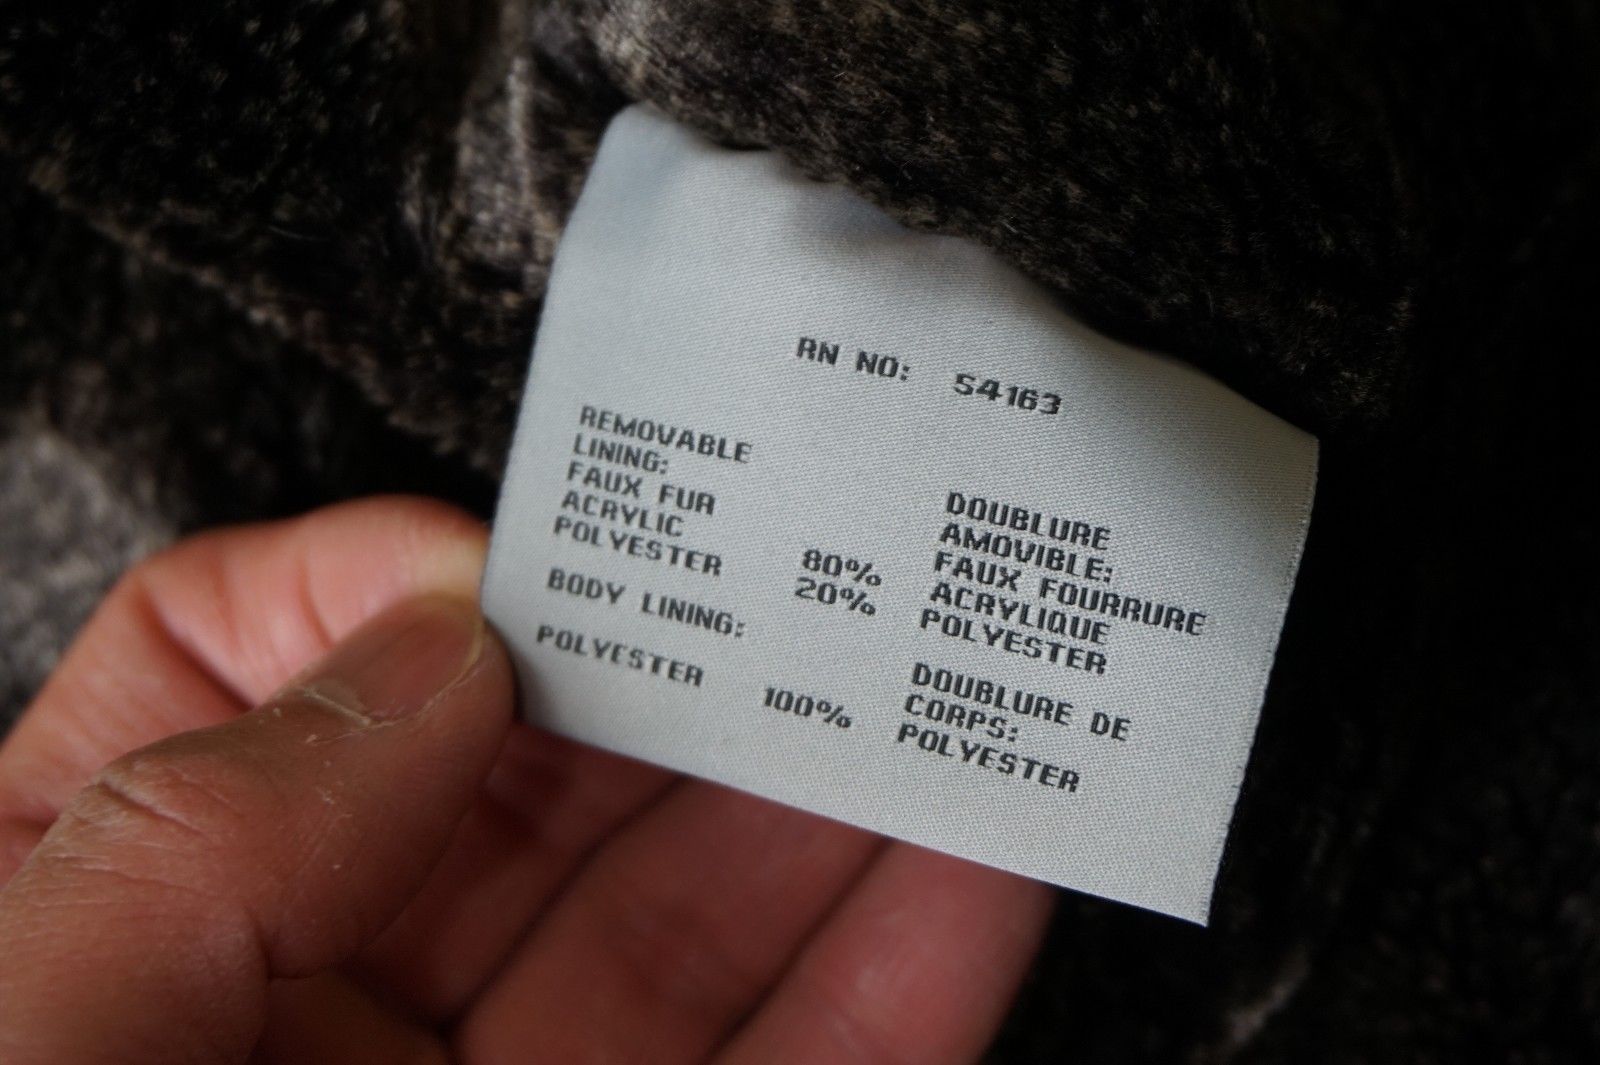 RN NO: 54163
REMOVABLE
LINING:
FAUX FUR
ACRYLIC 80%
POLYESTER 20%
BODY LINING:
POLYESTER 100%
DOUBLURE
AMOVIBLE:
FAUX FOURRURE
ACRYLIQUE
POLYESTER
DOUBLURE DE
CORPS:
POLYESTER